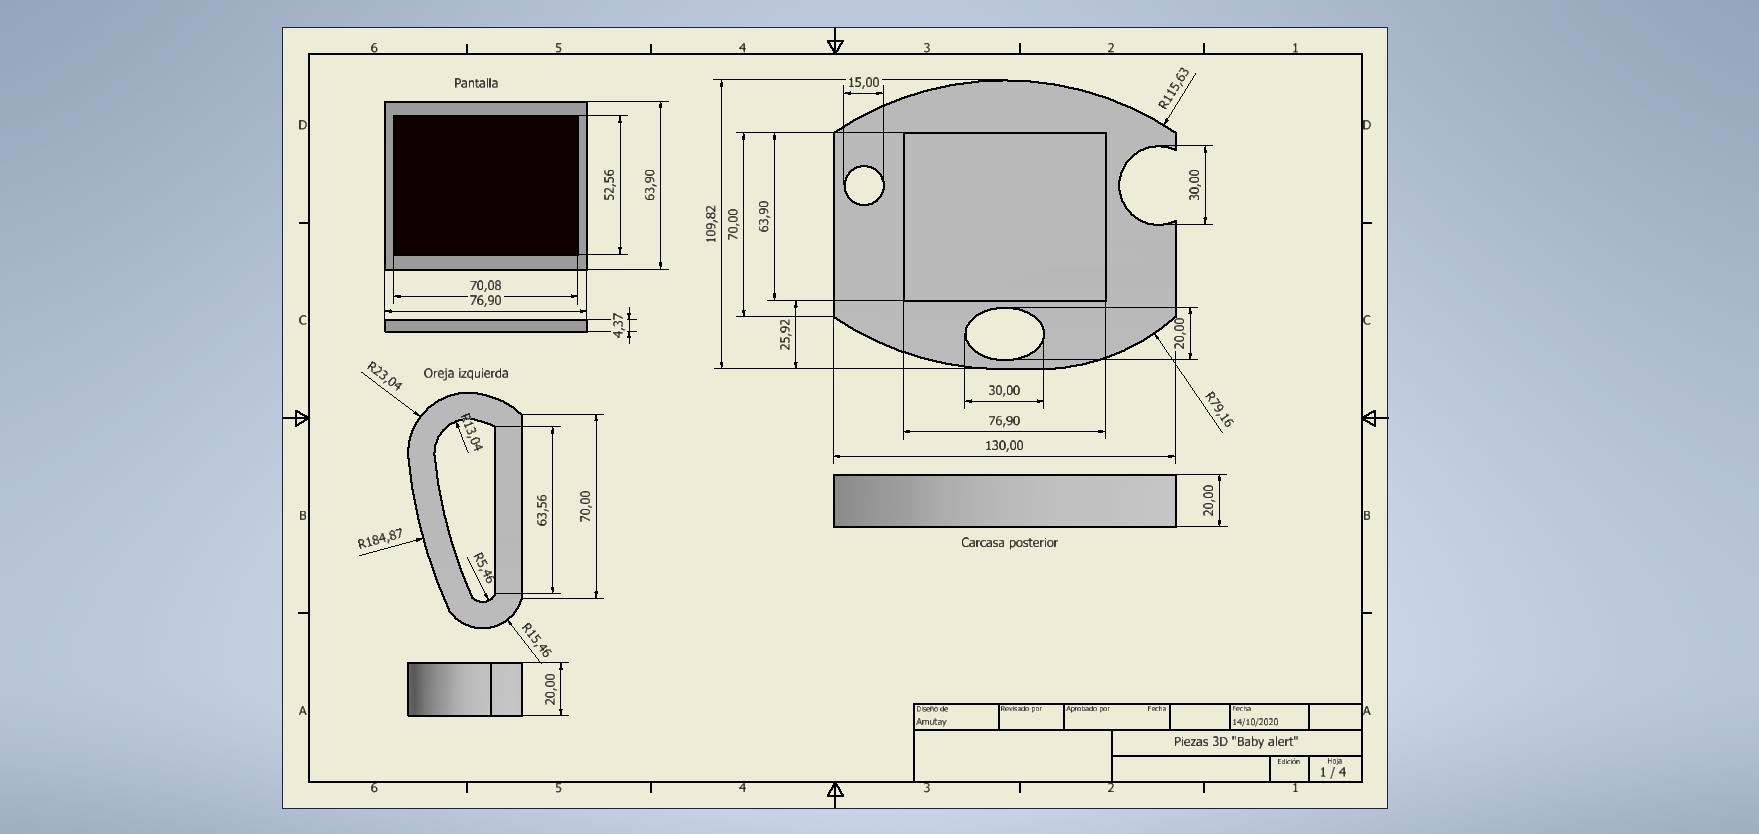 6 5 4 3 2 1
D D
C C
B B
A A
6 5 4 3 2 1
Pantalla
52,56
63,90
70,08
76,90
4,37
Oreja izquierda
R23,04
R13,04
63,56
70,00
R184,87
R5,46
R15,46
20,00
15,00
R115,63
109,82
70,00
63,90
30,00
25,92
20,00
30,00
R79,16
76,90
130,00
20,00
Carcasa posterior
Diseño de Revisado por Aprobado por Fecha Fecha
Amutay 14/10/2020
Piezas 3D "Baby alert"
Edición Hoja
1 / 4